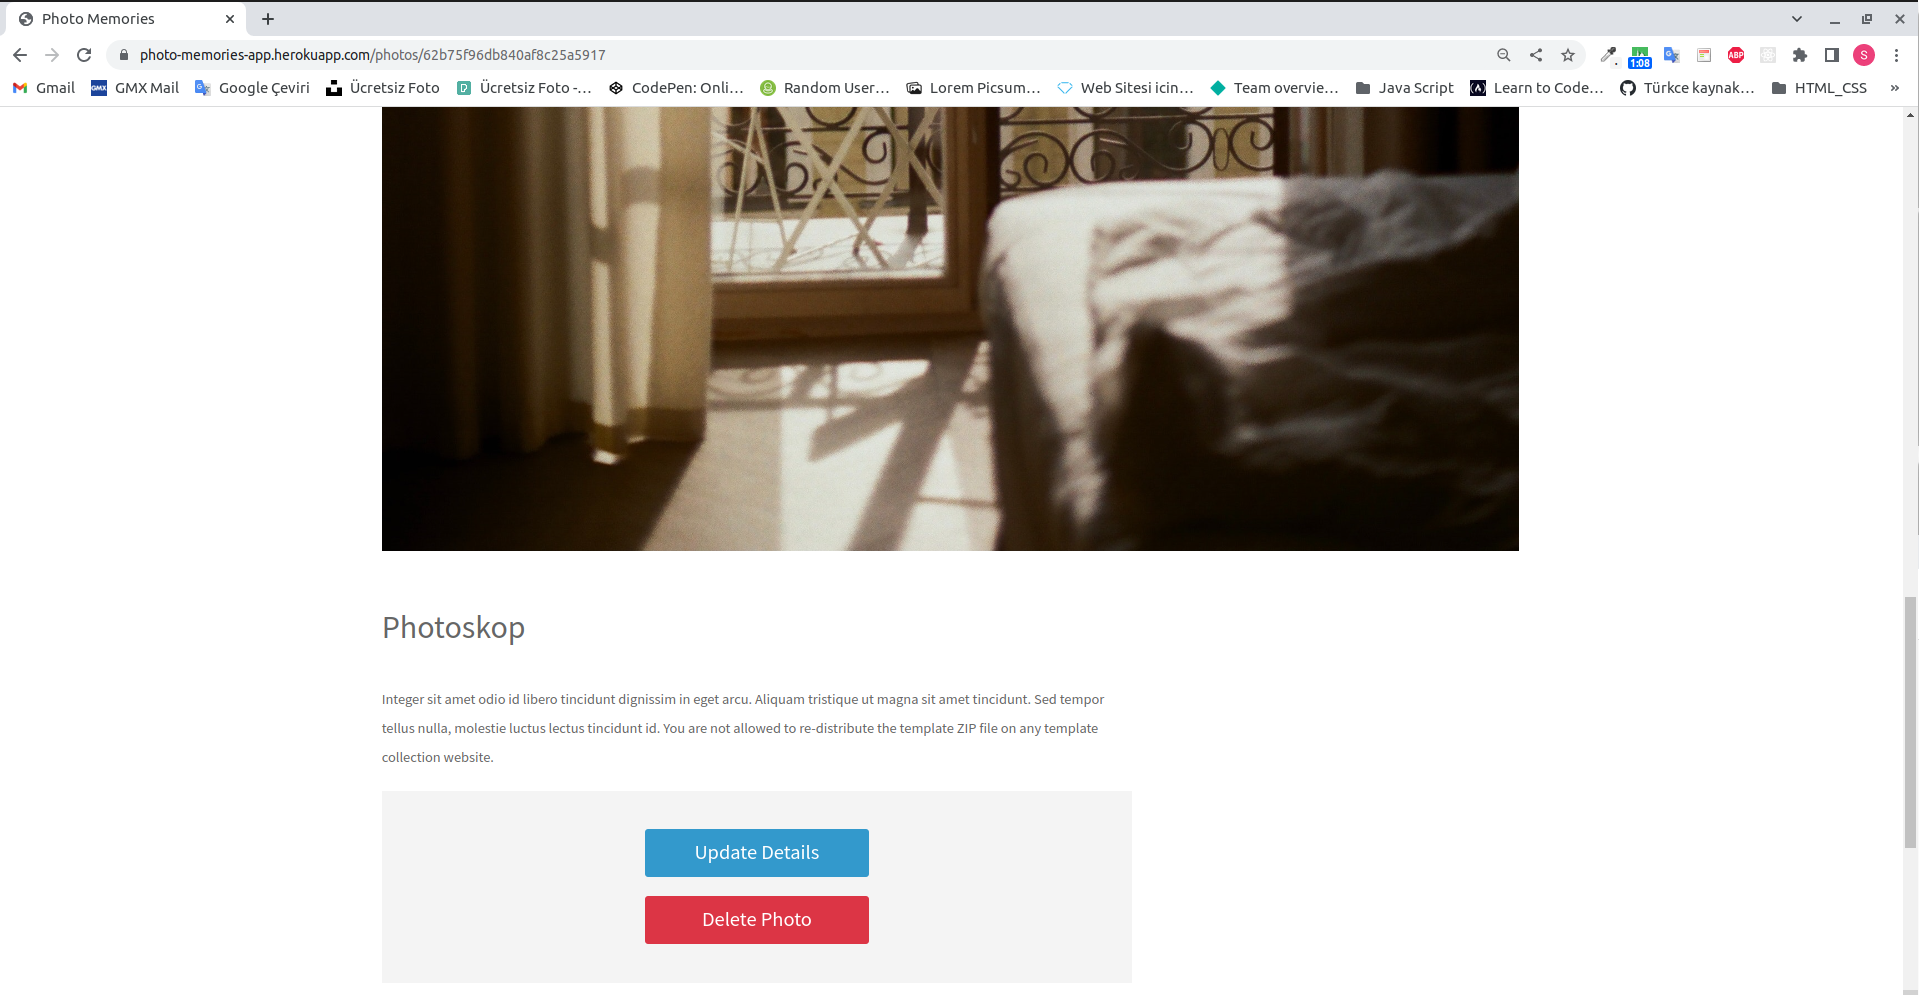 Photo Memories
photo-memories-app.herokuapp.com/photos/62b75f96db840af8c25a5917
1:08
ABP
S
Gmail
GMX
GMX Mail
Google Çeviri
Ücretsiz Foto
Ücretsiz Foto -...
CodePen: Onli...
Random User...
Lorem Picsum...
Web Sitesi icin...
Team overvie...
Java Script
Learn to Code...
Türkce kaynak...
HTML_CSS
»
Photoskop
Integer sit amet odio id libero tincidunt dignissim in eget arcu. Aliquam tristique ut magna sit amet tincidunt. Sed tempor
tellus nulla, molestie luctus lectus tincidunt id. You are not allowed to re-distribute the template ZIP file on any template
collection website.
Update Details
Delete Photo